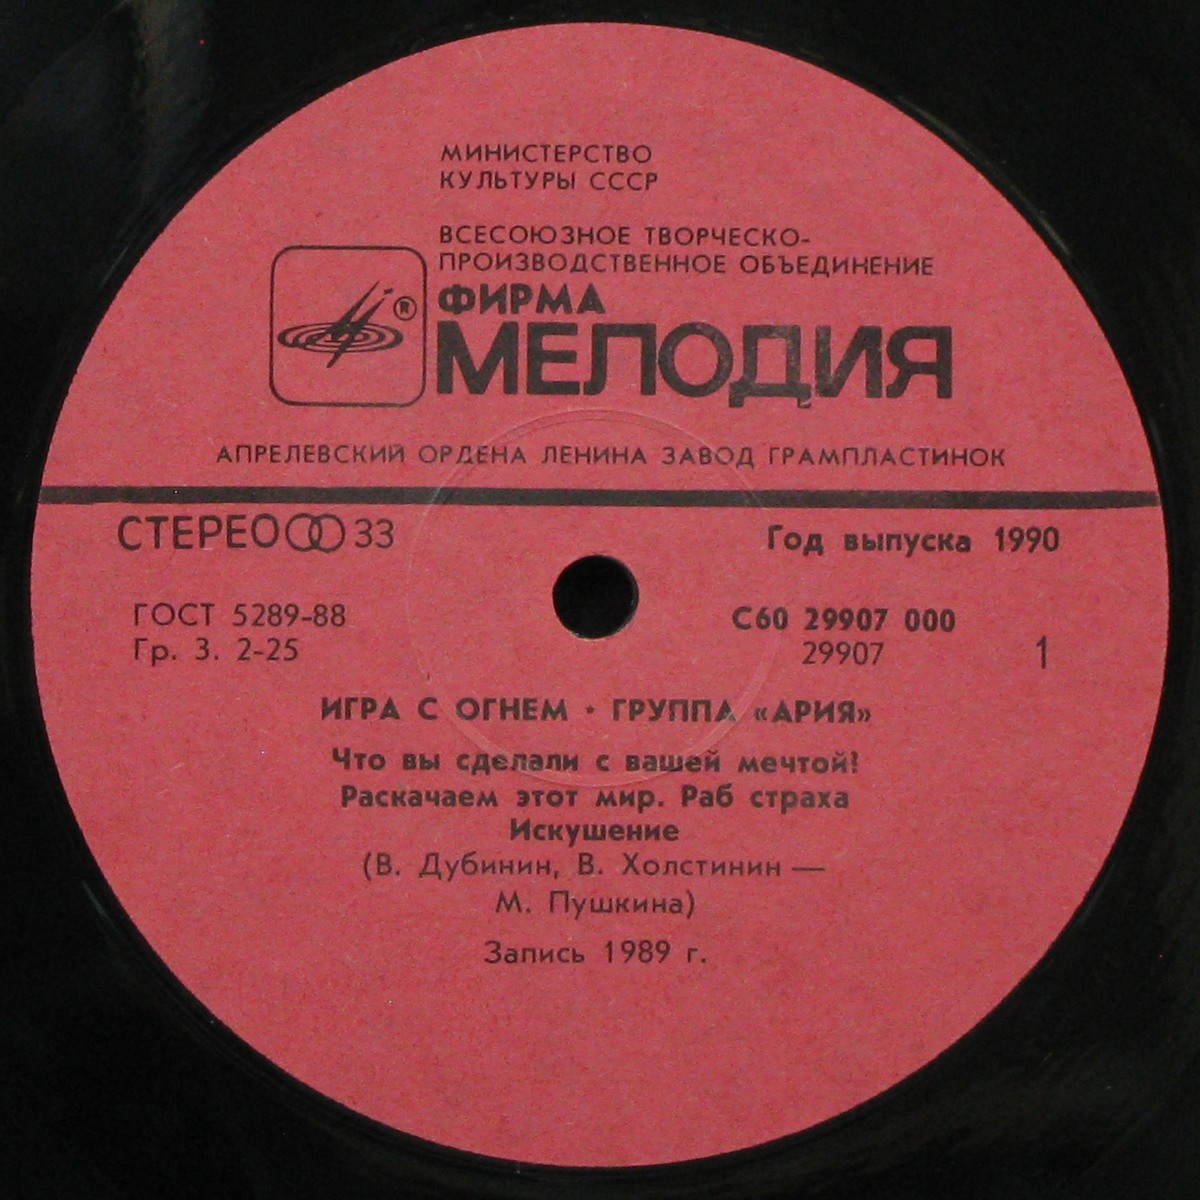 МИНИСТЕРСТВО
КУЛЬТУРЫ СССР
ВСЕСОЮЗНОЕ ТВОРЧЕСКО-
ПРОИЗВОДСТВЕННОЕ ОБЪЕДИНЕНИЕ
®
ФИРМА
МЕЛОДИЯ
АПРЕЛЕВСКИЙ ОРДЕНА ЛЕНИНА ЗАВОД ГРАМПЛАСТИНОК
СТЕРЕО 33
Год выпуска 1990
ГОСТ 5289-88
Гр. 3. 2-25
С60 29907 000
29907
1
ИГРА С ОГНЕМ · ГРУППА «АРИЯ»
Что вы сделали с вашей мечтой!
Раскачаем этот мир. Раб страха
Искушение
(В. Дубинин, В. Холстинин —
М. Пушкина)
Запись 1989 г.